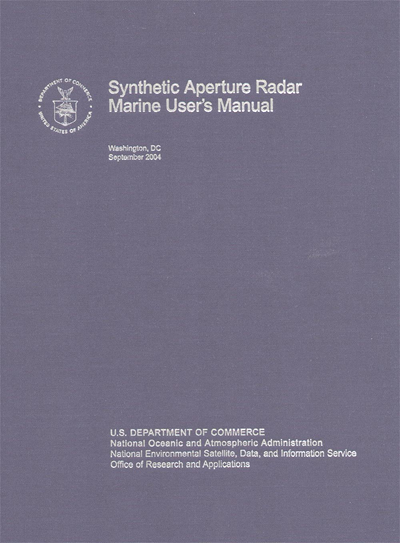 DEPARTMENT OF COMMERCE
UNITED STATES OF AMERICA
Synthetic Aperture Radar
Marine User's Manual
Washington, DC
September 2004
U.S. DEPARTMENT OF COMMERCE
National Oceanic and Atmospheric Administration
National Environmental Satellite, Data, and Information Service
Office of Research and Applications